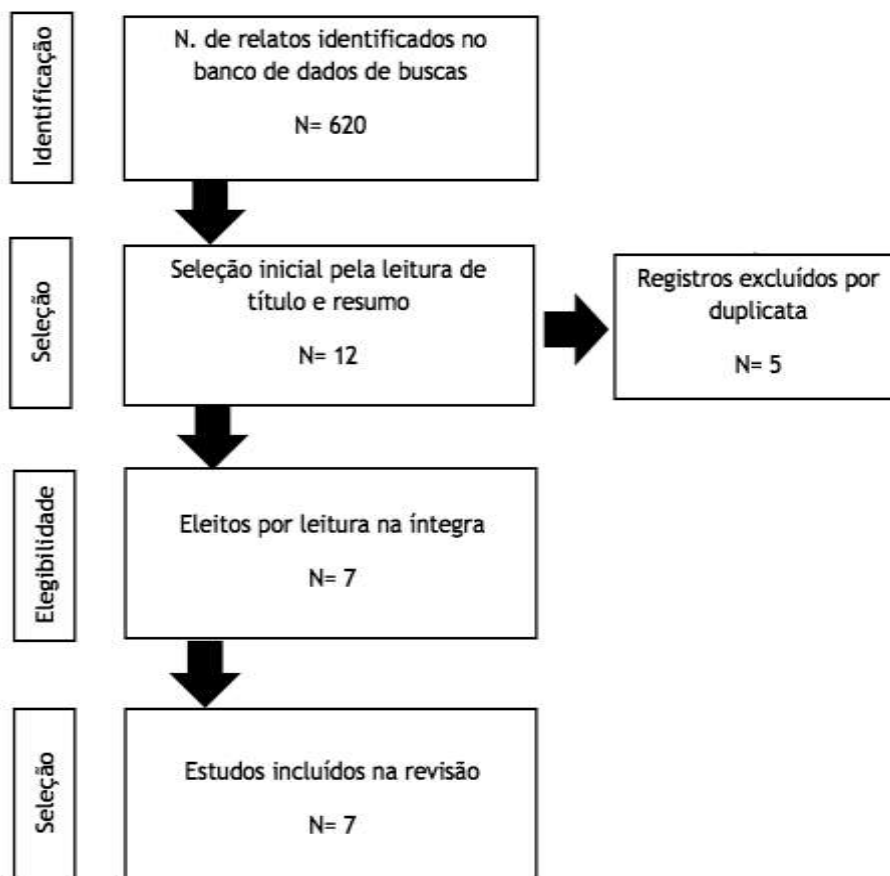 Identificação
N. de relatos identificados no
banco de dados de buscas
N= 620
Seleção
Seleção inicial pela leitura de
título e resumo
N= 12
Registros excluídos por
duplicata
N= 5
Elegibilidade
Eleitos por leitura na íntegra
N= 7
Seleção
Estudos incluídos na revisão
N= 7